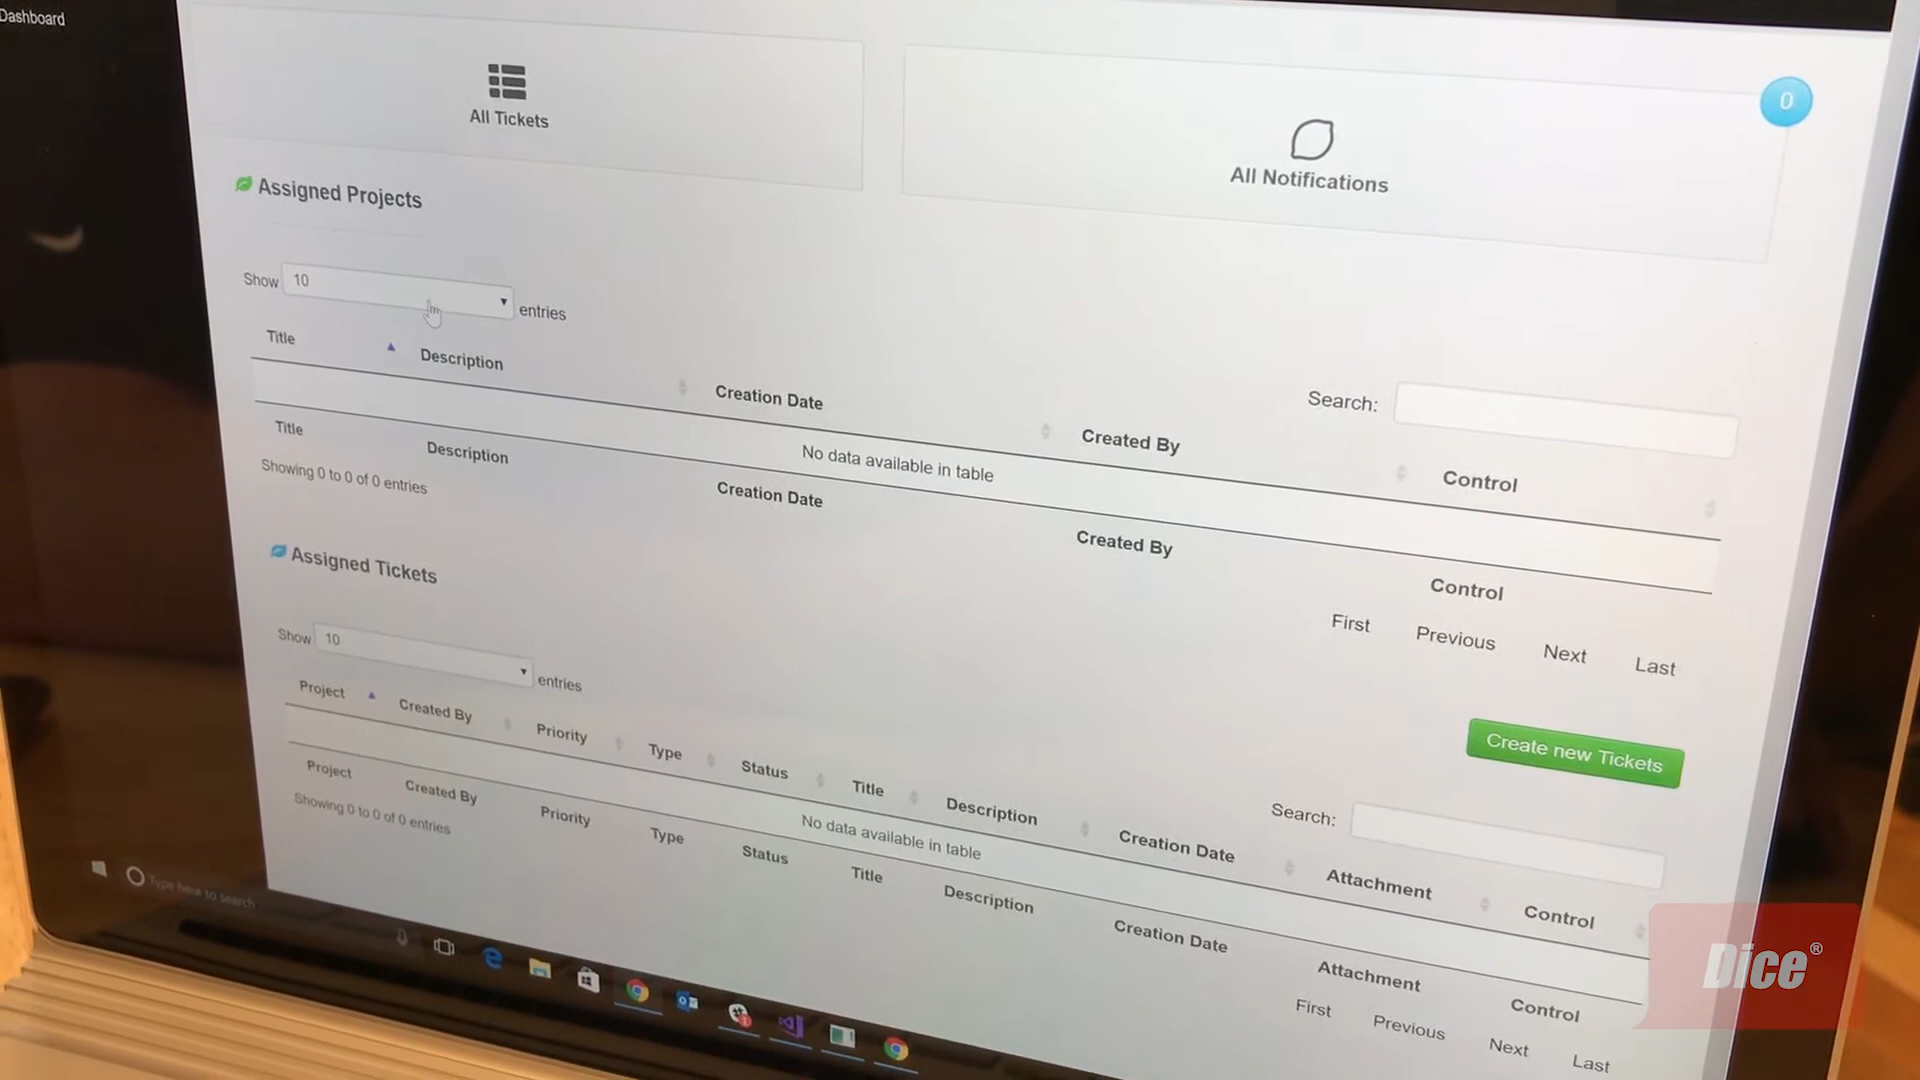 Dashboard
All Tickets
0
All Notifications
Assigned Projects
Show 10 entries
Search:
Title Description Creation Date Created By Control
No data available in table
Title Description Creation Date Created By Control
Showing 0 to 0 of 0 entries
First Previous Next Last
Assigned Tickets
Create new Tickets
Show 10 entries
Search:
Project Created By Priority Type Status Title Description Creation Date Attachment Control
No data available in table
Project Created By Priority Type Status Title Description Creation Date Attachment Control
Showing 0 to 0 of 0 entries
First Previous Next Last
Type here to search
Dice®